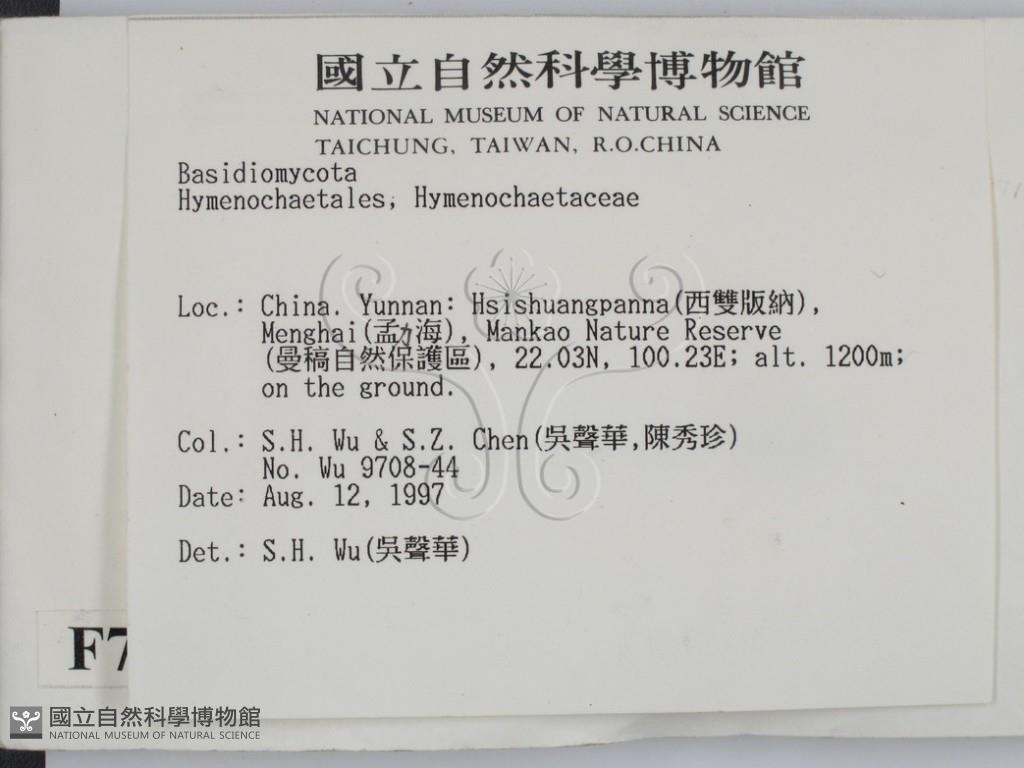 國立自然科學博物館
NATIONAL MUSEUM OF NATURAL SCIENCE
TAICHUNG, TAIWAN, R.O.CHINA
Basidiomycota
Hymenochaetales, Hymenochaetaceae
Loc.: China. Yunnan: Hsishuangpanna(西雙版納),
Menghai(孟力海), Mankao Nature Reserve
(曼稿自然保護區), 22.03N, 100.23E; alt. 1200m;
on the ground.
Col.: S.H. Wu & S.Z. Chen(吳聲華,陳秀珍)
No. Wu 9708-44
Date: Aug. 12, 1997
Det.: S.H. Wu(吳聲華)
F7
國立自然科學博物館
NATIONAL MUSEUM OF NATURAL SCIENCE